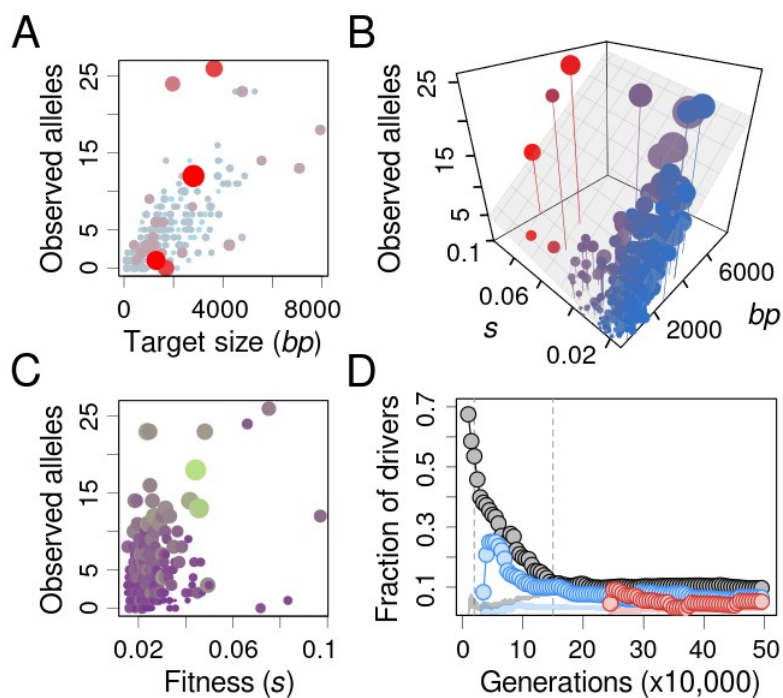 A
Observed alleles
0
5
15
25
0
4000
8000
Target size (bp)
B
Observed alleles
25
15
5
0.1
0.06
0.02
s
2000
6000
bp
C
Observed alleles
0
5
15
25
0.02
0.06
0.1
Fitness (s)
D
Fraction of drivers
0.1
0.3
0.5
0.7
0
10
20
30
40
50
Generations (x10,000)